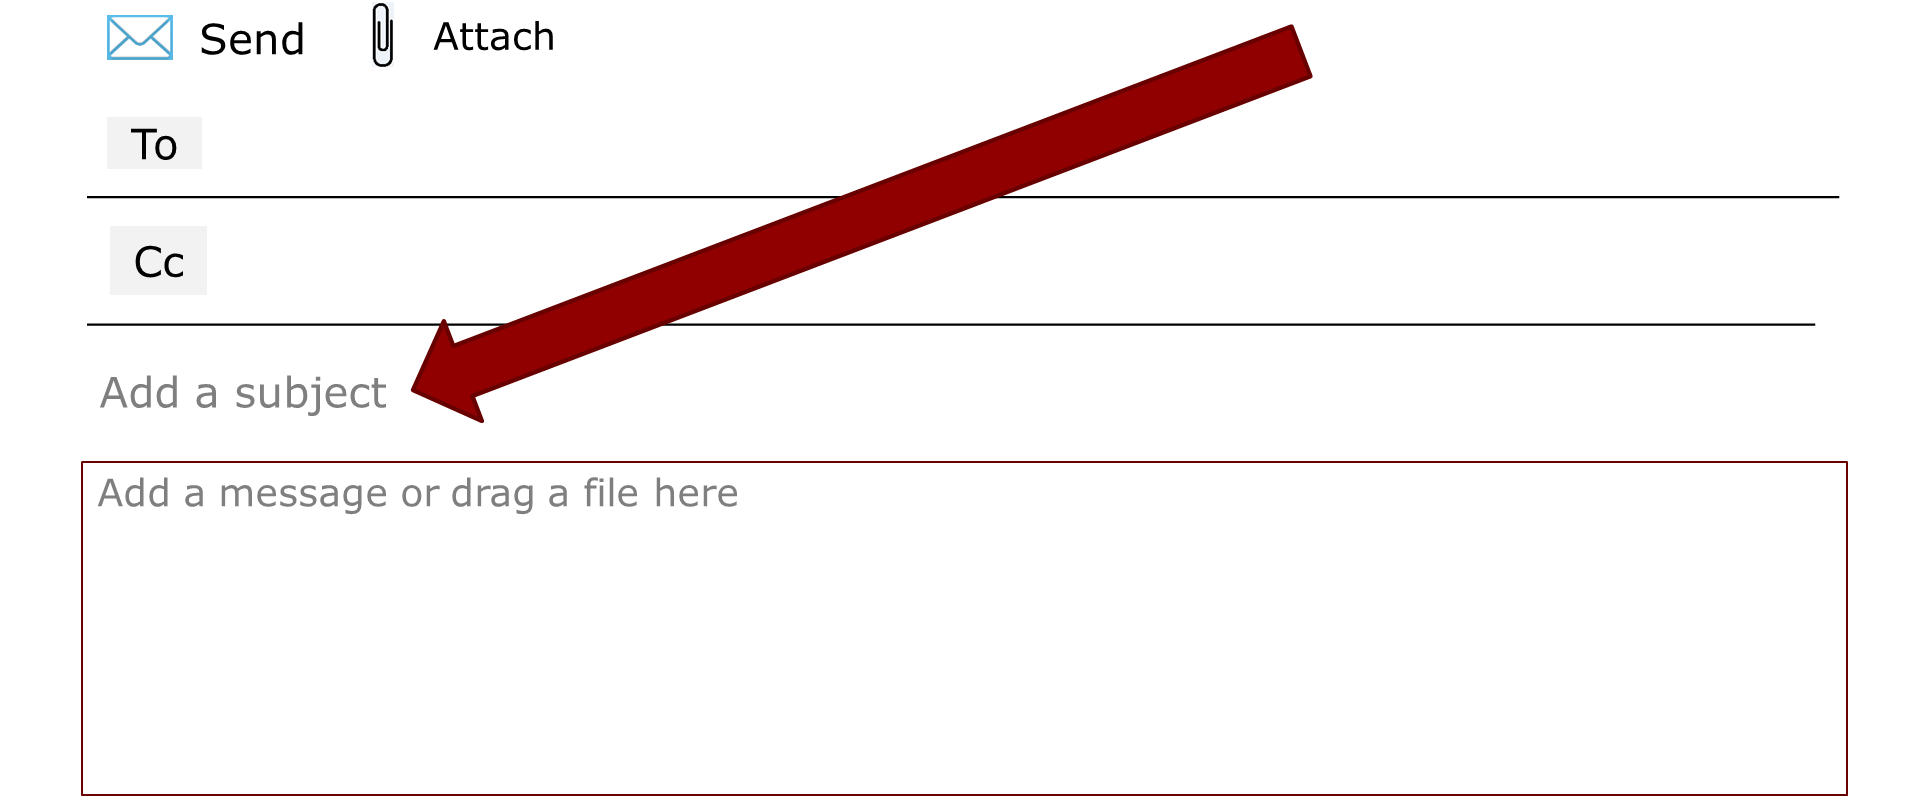 Send Attach
To
Cc
Add a subject
Add a message or drag a file here